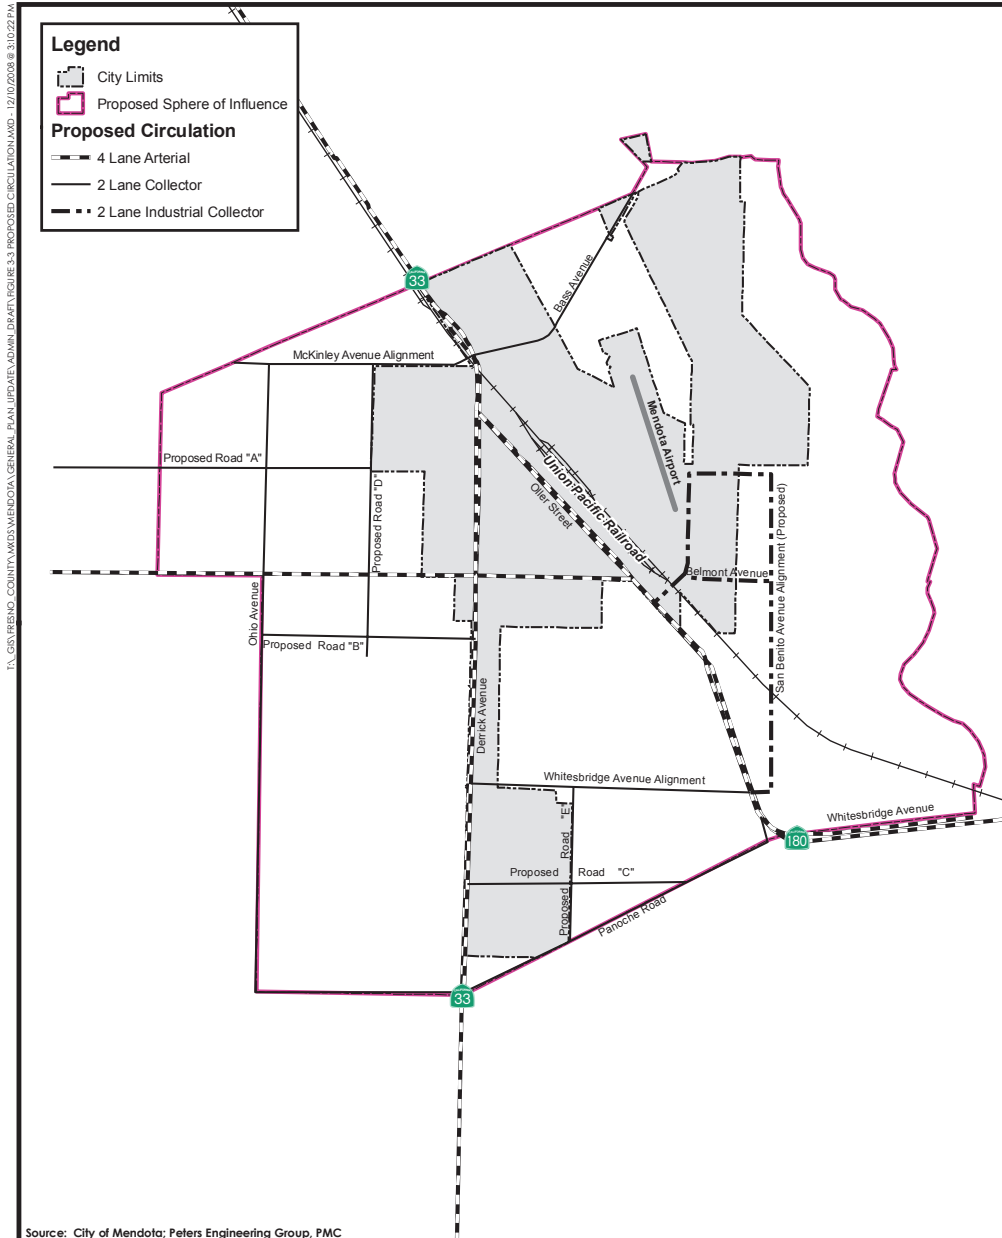 T:\_GIS\FRESNO_COUNTY\MXDS\MENDOTA\GENERAL_PLAN_UPDATE\ADMIN_DRAFT\FIGURE 3-3 PROPOSED CIRCULATION.MXD - 12/10/2008 @ 3:10:22 PM
Legend
City Limits
Proposed Sphere of Influence
Proposed Circulation
4 Lane Arterial
2 Lane Collector
2 Lane Industrial Collector
33
Bass Avenue
McKinley Avenue Alignment
Mendota Airport
Proposed Road "A"
Proposed Road "D"
Union Pacific Railroad
Oller Street
San Benito Avenue Alignment (Proposed)
Belmont Avenue
Ohio Avenue
Proposed Road "B"
Derrick Avenue
Whitesbridge Avenue Alignment
Whitesbridge Avenue
180
Proposed Road "E"
Proposed Road "C"
Panoche Road
33
Source: City of Mendota; Peters Engineering Group, PMC